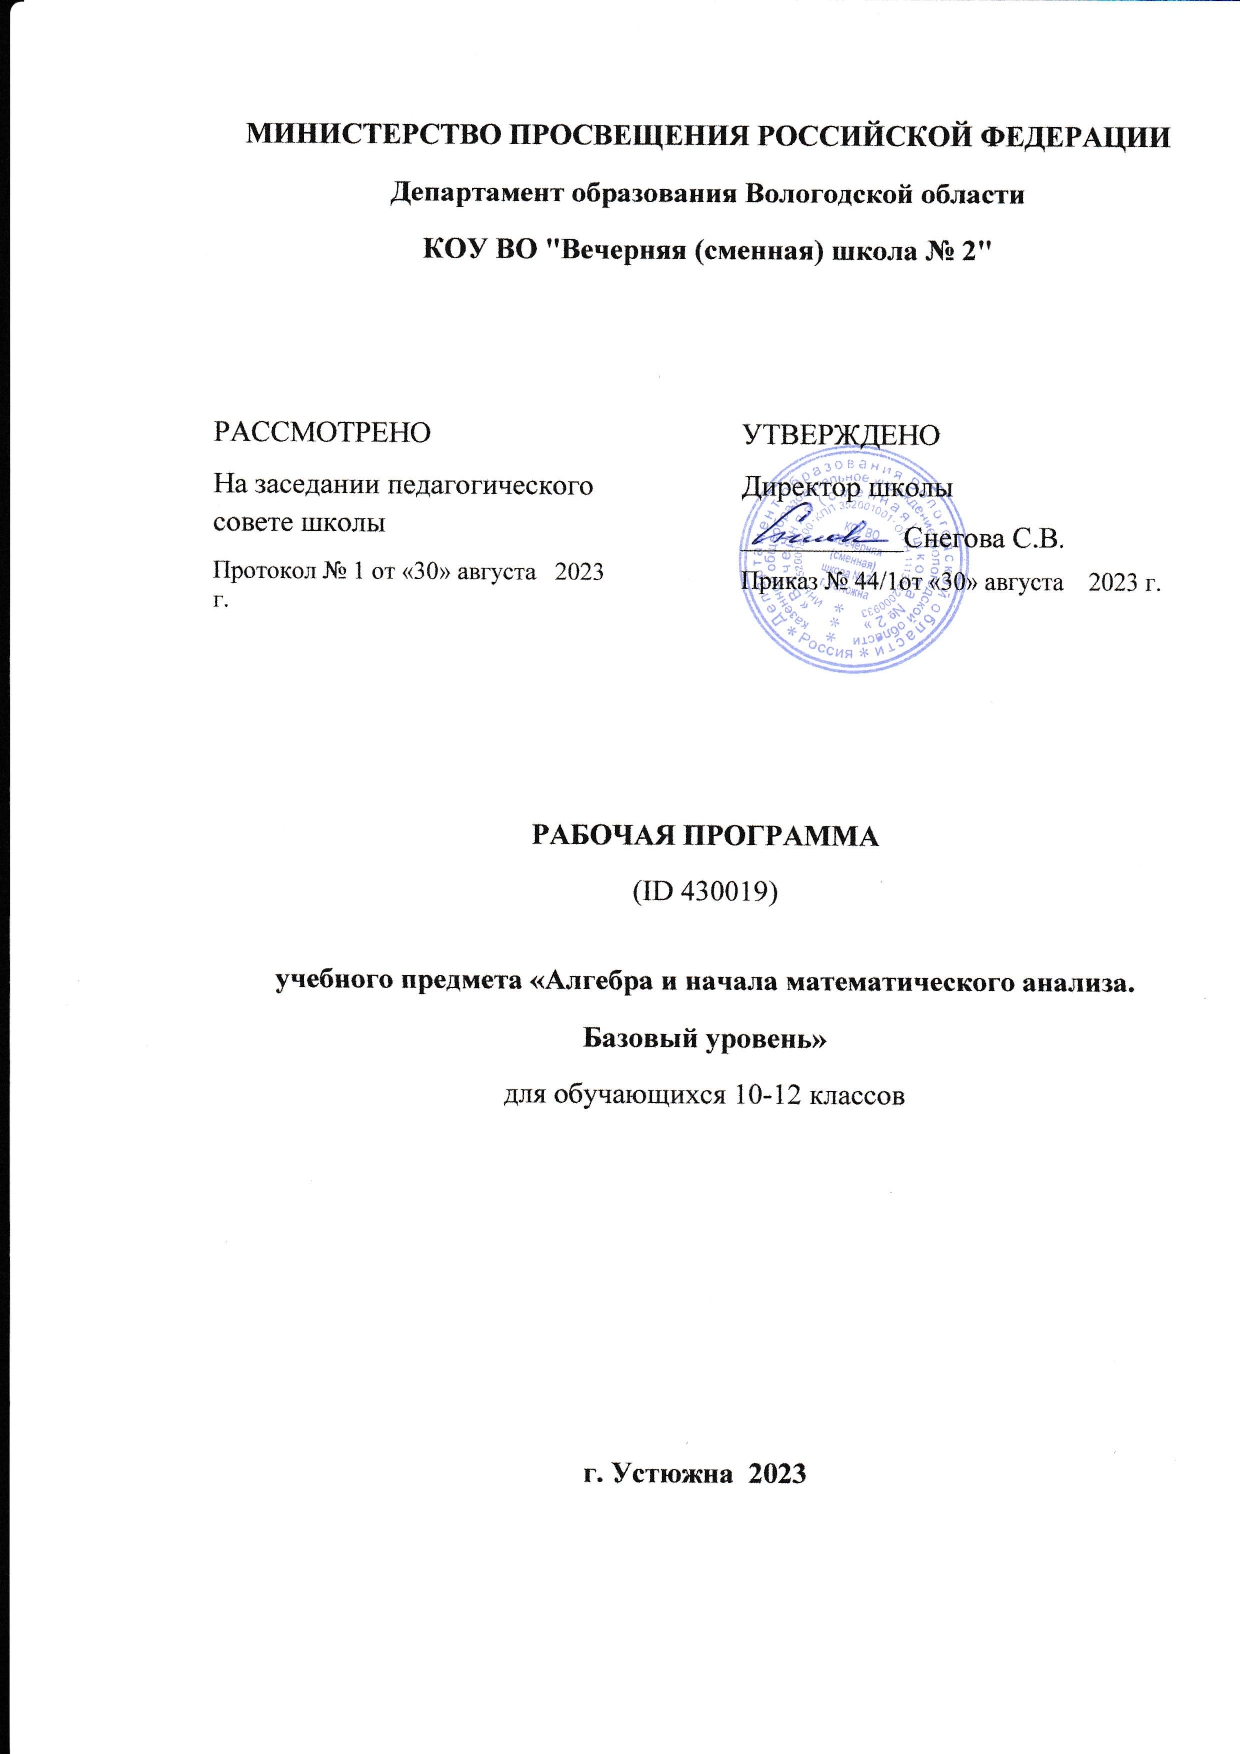 МИНИСТЕРСТВО ПРОСВЕЩЕНИЯ РОССИЙСКОЙ ФЕДЕРАЦИИ
Департамент образования Вологодской области
КОУ ВО "Вечерняя (сменная) школа № 2"
РАССМОТРЕНО
На заседании педагогического
совете школы
Протокол № 1 от «30» августа 2023
г.
УТВЕРЖДЕНО
Директор школы
Снегова С.В.
Приказ № 44/1от «30» августа 2023 г.
РАБОЧАЯ ПРОГРАММА
(ID 430019)
учебного предмета «Алгебра и начала математического анализа.
Базовый уровень»
для обучающихся 10-12 классов
г. Устюжна 2023